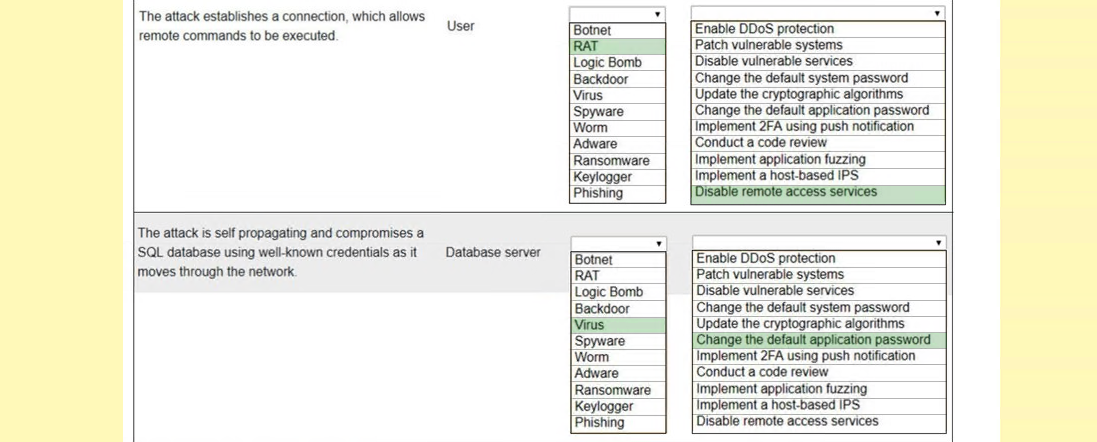 The attack establishes a connection, which allows
remote commands to be executed.
User
Botnet
RAT
Logic Bomb
Backdoor
Virus
Spyware
Worm
Adware
Ransomware
Keylogger
Phishing
Enable DDoS protection
Patch vulnerable systems
Disable vulnerable services
Change the default system password
Update the cryptographic algorithms
Change the default application password
Implement 2FA using push notification
Conduct a code review
Implement application fuzzing
Implement a host-based IPS
Disable remote access services
The attack is self propagating and compromises a
SQL database using well-known credentials as it
moves through the network.
Database server
Botnet
RAT
Logic Bomb
Backdoor
Virus
Spyware
Worm
Adware
Ransomware
Keylogger
Phishing
Enable DDoS protection
Patch vulnerable systems
Disable vulnerable services
Change the default system password
Update the cryptographic algorithms
Change the default application password
Implement 2FA using push notification
Conduct a code review
Implement application fuzzing
Implement a host-based IPS
Disable remote access services